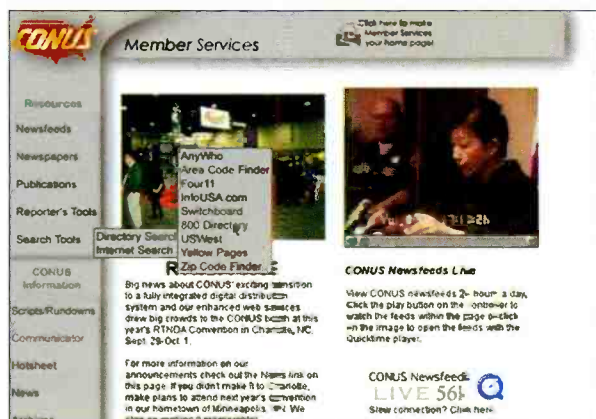 CONUS
Member Services
Click here to make
Member Services
your home page!
Resources
Newsfeeds
Newspapers
Publications
Reporter's Tools
Search Tools
Directory Search
Internet Search
AnyWho
Area Code Finder
Four11
InfoUSA.com
Switchboard
800 Directory
USWest
Yellow Pages
Zip Code Finder
CONUS
Information
Scripts/Rundowns
Communicator
Hotsheet
News
Big news about CONUS' exciting transition
to a fully integrated digital distribution
system and our enhanced web services
drew big crowds to the CONUS booth at this
year's RTNDA Convention in Charlotte, NC,
Sept. 29-Oct. 1.
For more information on our
announcements check out the News link on
this page. If you didn't make it to Charlotte,
make plans to attend next year's convention
in our hometown of Minneapolis, We
CONUS Newsfeeds Live
View CONUS newsfeeds 24 hours a day.
Click the play button on the controller to
watch the feeds within the page or click
on the image to open the feeds with the
Quicktime player.
CONUS Newsfeeds
LIVE 56k
Slow connection? Click here